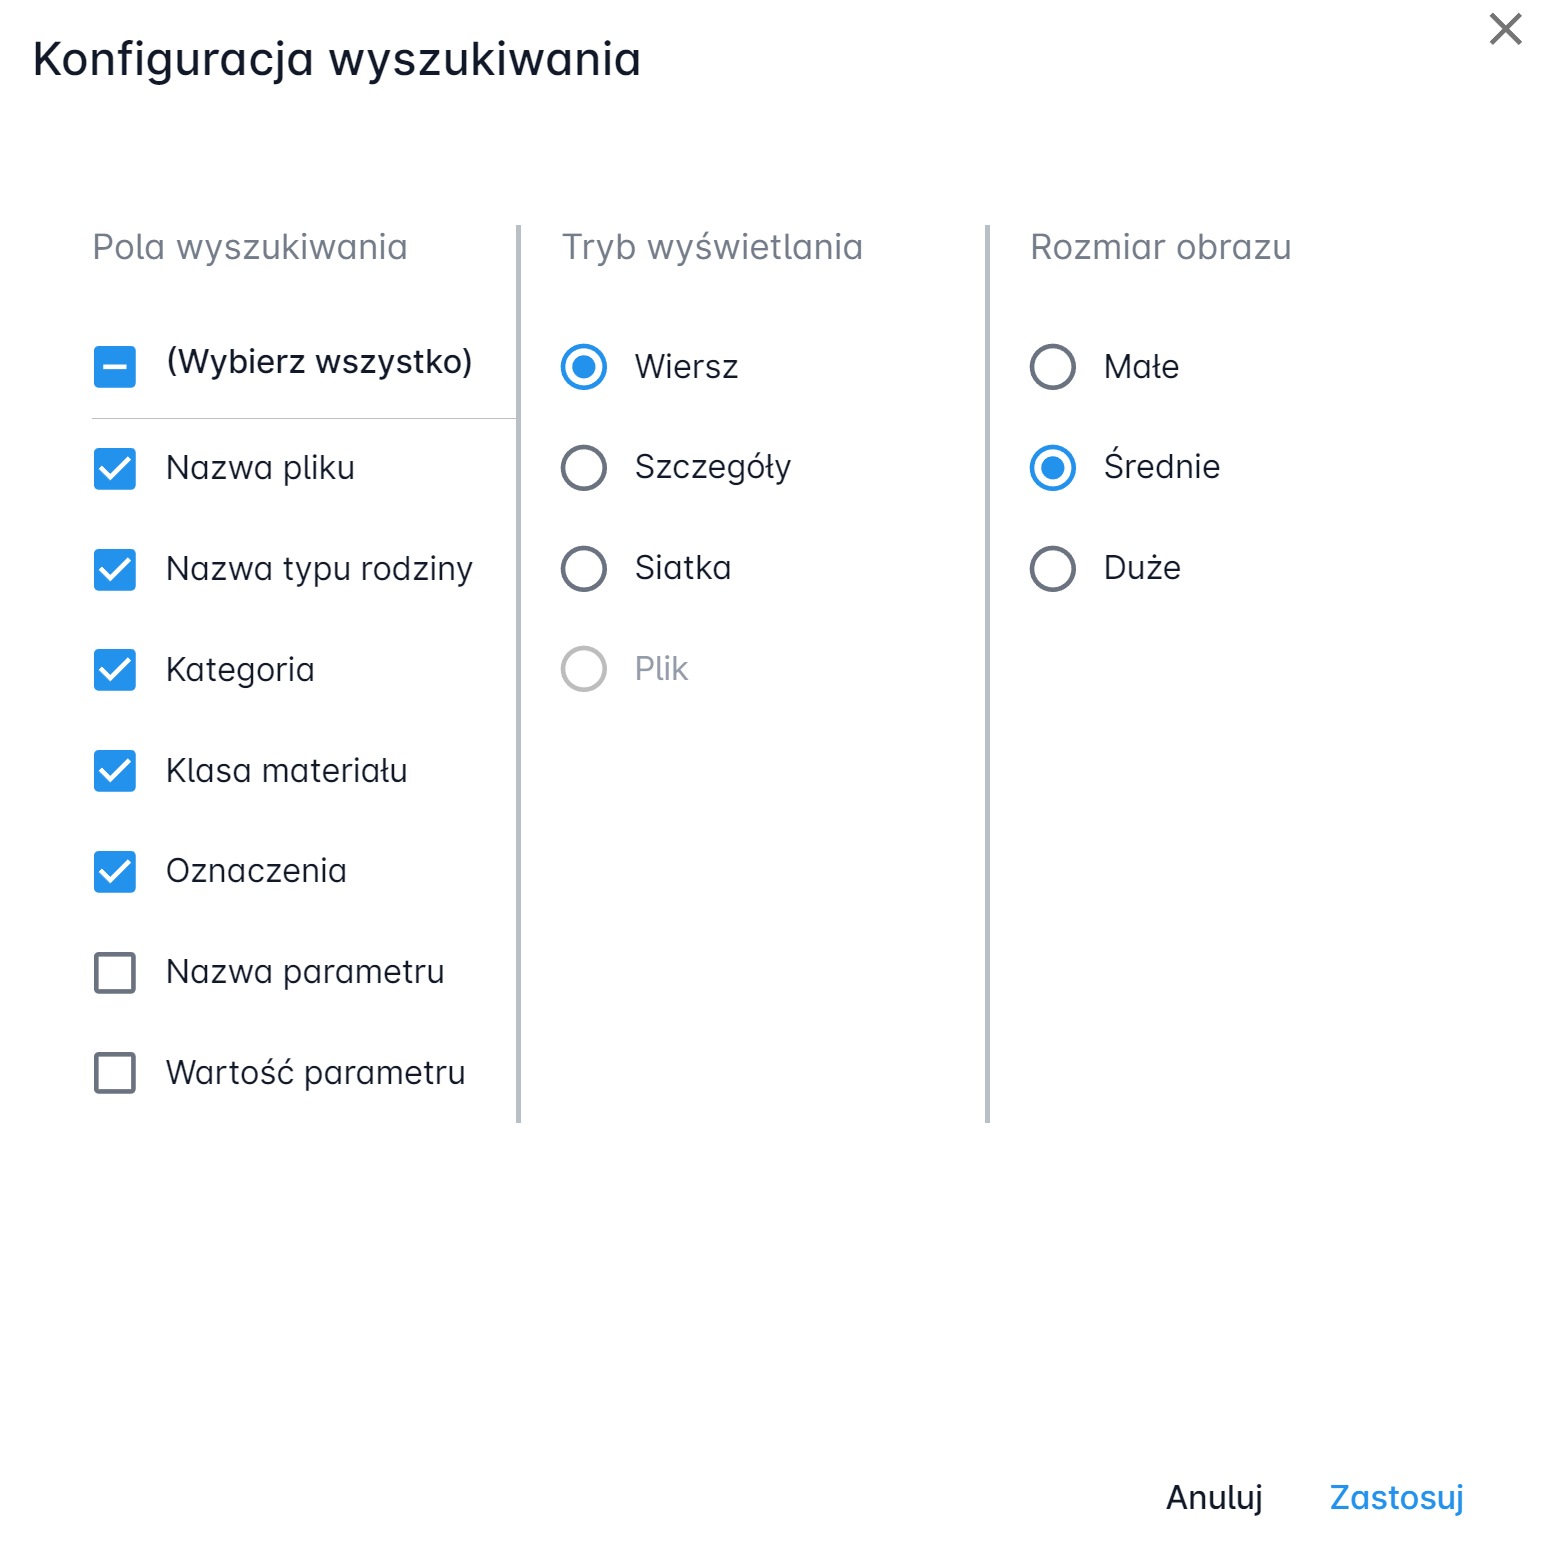 Konfiguracja wyszukiwania
Pola wyszukiwania
(Wybierz wszystko)
Nazwa pliku
Nazwa typu rodziny
Kategoria
Klasa materiału
Oznaczenia
Nazwa parametru
Wartość parametru
Tryb wyświetlania
Wiersz
Szczegóły
Siatka
Plik
Rozmiar obrazu
Małe
Średnie
Duże
Anuluj
Zastosuj